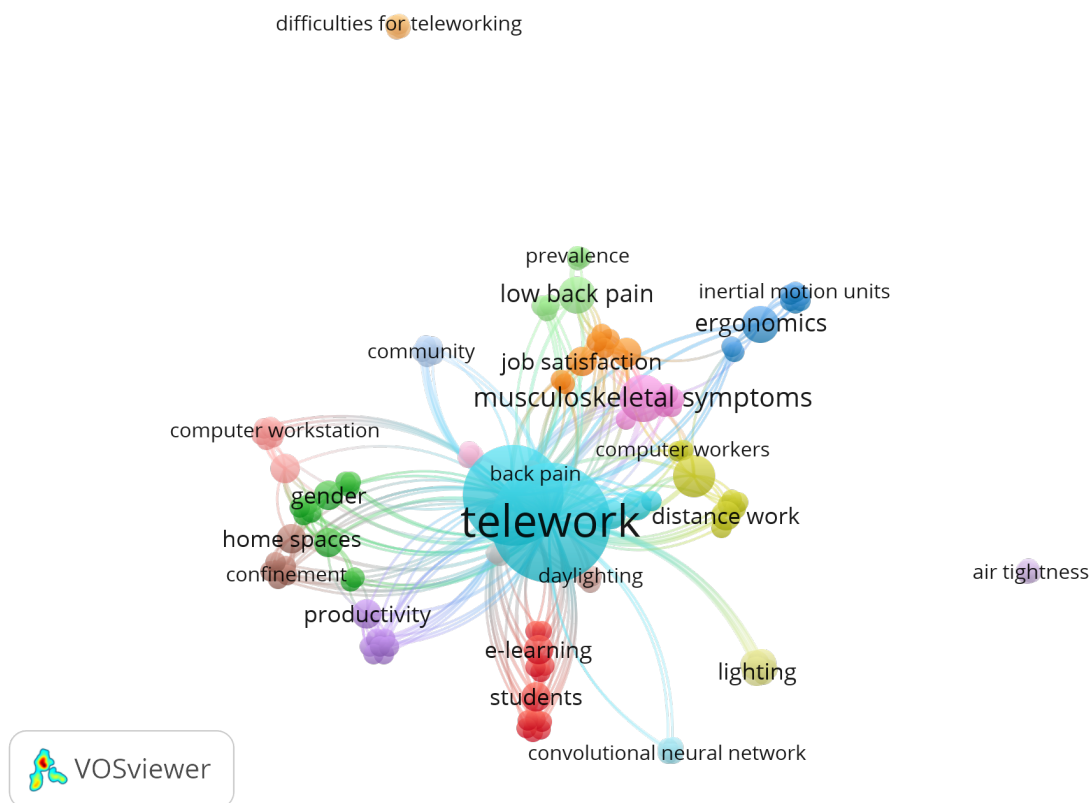 difficulties for teleworking
prevalence
low back pain
inertial motion units
ergonomics
community
job satisfaction
musculoskeletal symptoms
computer workstation
computer workers
back pain
gender
telework
distance work
home spaces
confinement
daylighting
air tightness
productivity
e-learning
lighting
students
convolutional neural network
VOSviewer